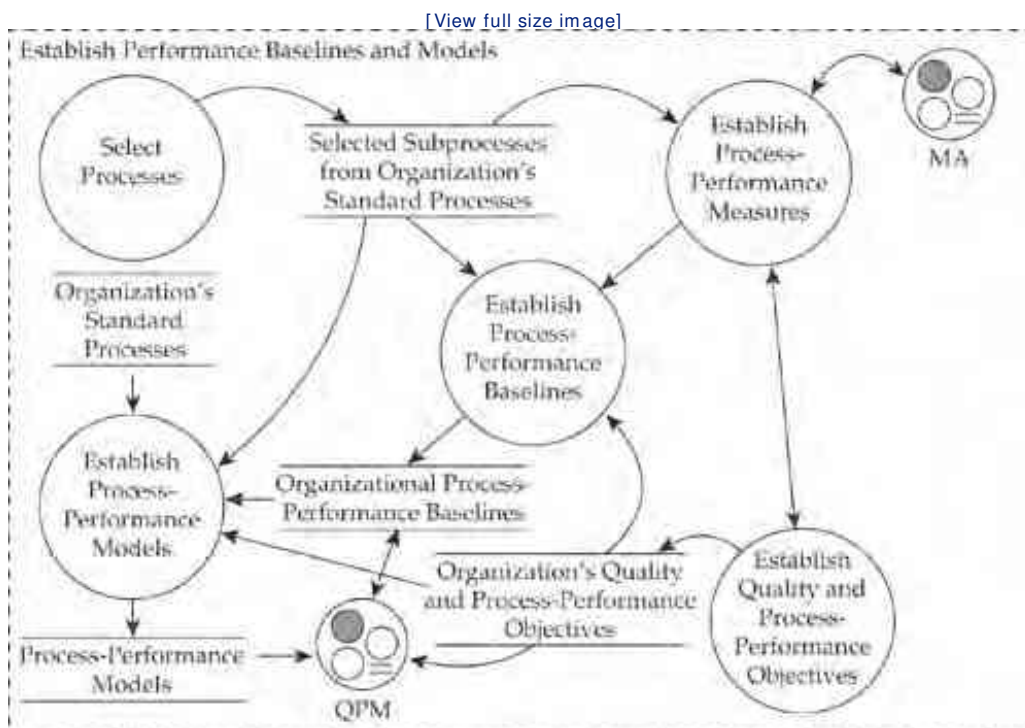 [View full size image]
Establish Performance Baselines and Models
Select
Processes
Selected Subprocesses
from Organization's
Standard Processes
Establish
Process-
Performance
Measures
MA
Organization's
Standard
Processes
Establish
Process-
Performance
Baselines
Establish
Process-
Performance
Models
Organizational Process-
Performance Baselines
Organization's Quality
and Process-Performance
Objectives
Establish
Quality and
Process-
Performance
Objectives
Process-Performance
Models
QPM